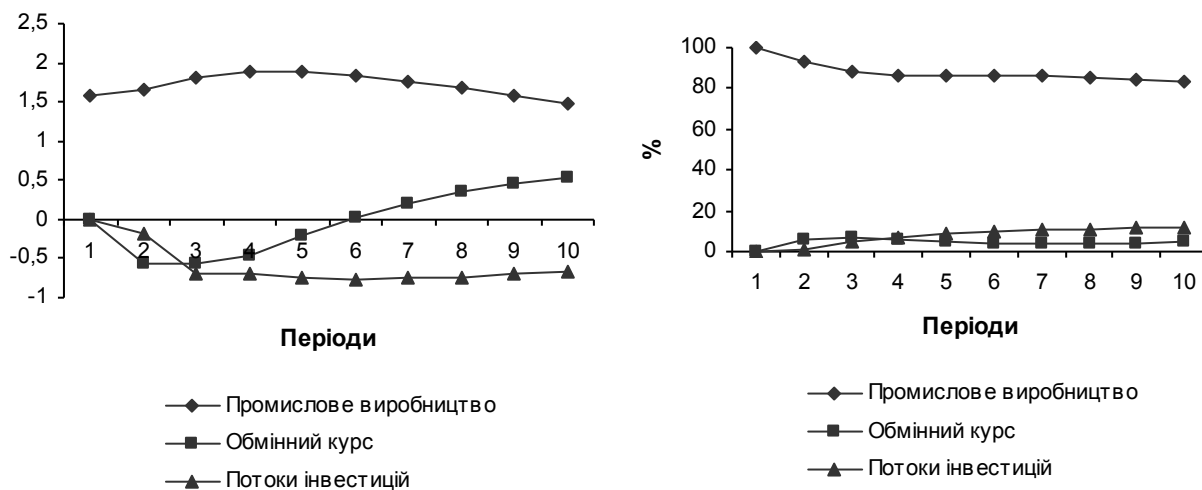 2,5
2
1,5
1
0,5
0
-0,5
-1
1 2 3 4 5 6 7 8 9 10
Періоди
Промислове виробництво
Обмінний курс
Потоки інвестицій
%
100
80
60
40
20
0
1 2 3 4 5 6 7 8 9 10
Періоди
Промислове виробництво
Обмінний курс
Потоки інвестицій